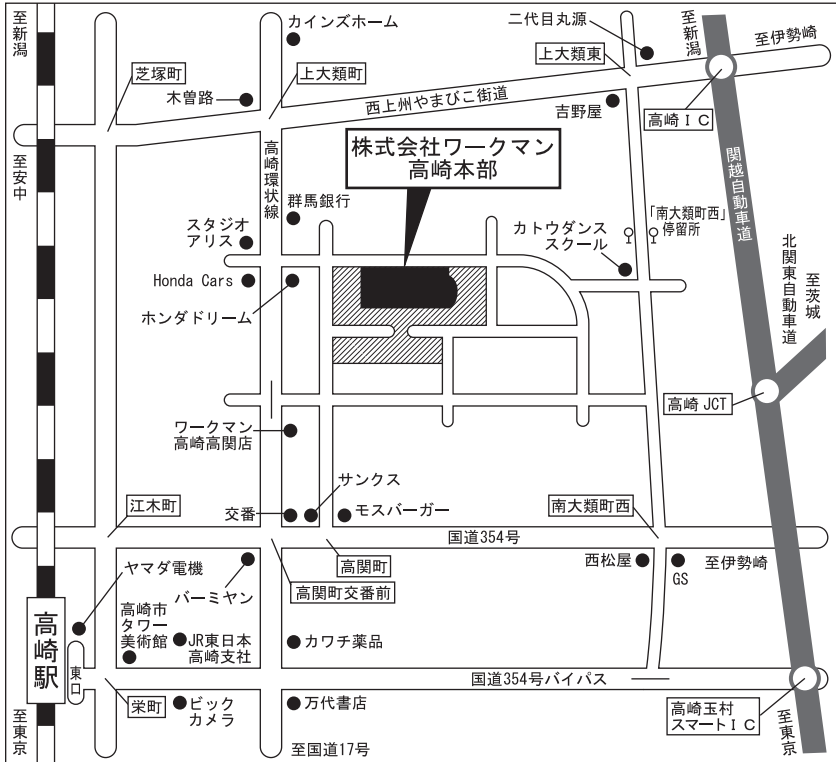 至新潟
カインズホーム
二代目丸源
至新潟
至伊勢崎
芝塚町
上大類町
上大類東
木曽路
西上州やまびこ街道
吉野屋
高崎ＩＣ
至安中
高崎環状線
株式会社ワークマン
高崎本部
関越自動車道
群馬銀行
スタジオ
アリス
カトウダンス
スクール
「南大類町西」
停留所
北関東自動車道
至茨城
Honda Cars
ホンダドリーム
高崎JCT
ワークマン
高崎高関店
サンクス
江木町
交番
モスバーガー
南大類町西
国道354号
ヤマダ電機
バーミヤン
高関町
高関町交番前
西松屋
GS
至伊勢崎
高崎駅
東口
高崎市
タワー
美術館
JR東日本
高崎支社
カワチ薬品
国道354号バイパス
栄町
ビック
カメラ
万代書店
高崎玉村
スマートＩＣ
至東京
至国道17号
至東京